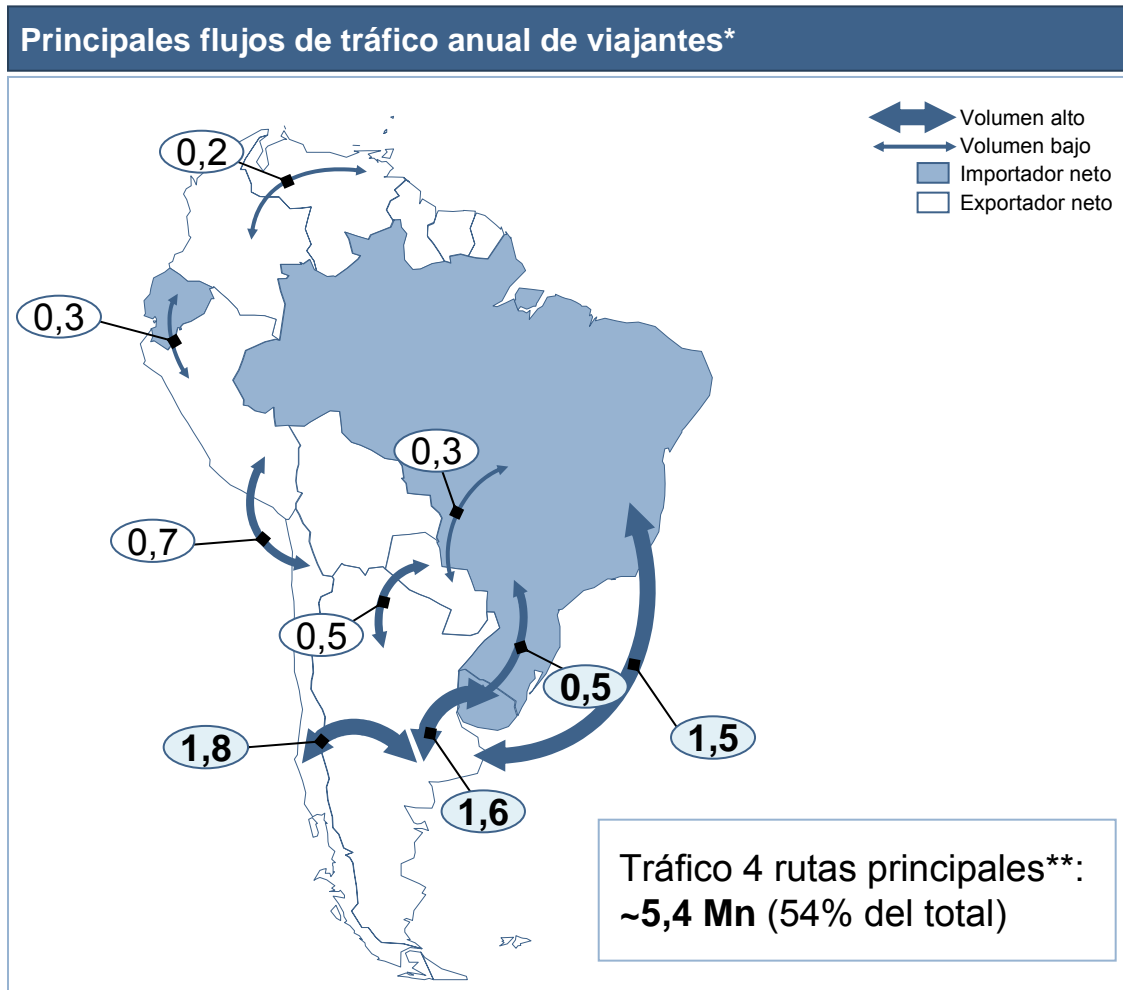 Principales flujos de tráfico anual de viajantes*
Volumen alto
Volumen bajo
Importador neto
Exportador neto
0,2
0,3
0,3
0,7
0,5
0,5
1,8
1,5
1,6
Tráfico 4 rutas principales**:
~5,4 Mn (54% del total)